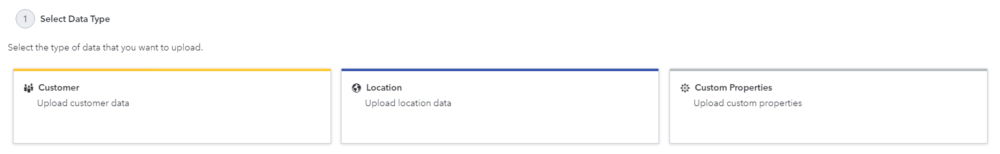 1 Select Data Type
Select the type of data that you want to upload.
Customer
Upload customer data
Location
Upload location data
Custom Properties
Upload custom properties